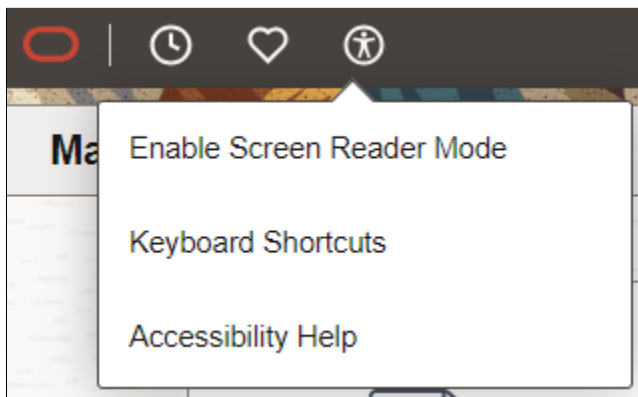 Ma
Enable Screen Reader Mode
Keyboard Shortcuts
Accessibility Help